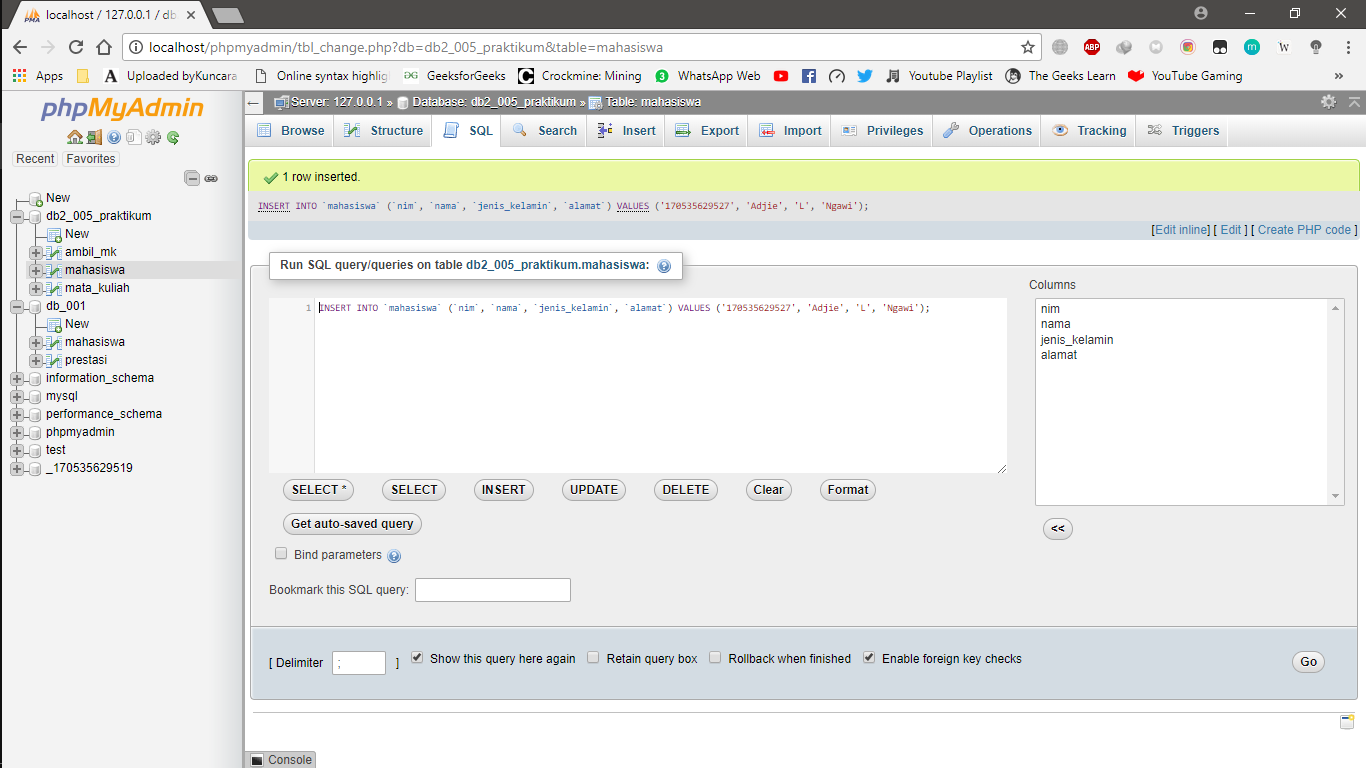 localhost / 127.0.0.1 / db
localhost/phpmyadmin/tbl_change.php?db=db2_005_praktikum&table=mahasiswa
Apps
Uploaded byKuncara
Online syntax highlig
GeeksforGeeks
Crockmine: Mining
WhatsApp Web
Youtube Playlist
The Geeks Learn
YouTube Gaming
»
phpMyAdmin
Recent
Favorites
New
db2_005_praktikum
New
ambil_mk
mahasiswa
mata_kuliah
db_001
New
mahasiswa
prestasi
information_schema
mysql
performance_schema
phpmyadmin
test
_170535629519
Server: 127.0.0.1 » Database: db2_005_praktikum » Table: mahasiswa
Browse
Structure
SQL
Search
Insert
Export
Import
Privileges
Operations
Tracking
Triggers
1 row inserted.
INSERT INTO `mahasiswa` (`nim`, `nama`, `jenis_kelamin`, `alamat`) VALUES ('170535629527', 'Adjie', 'L', 'Ngawi');
[Edit inline] [ Edit ] [ Create PHP code ]
Run SQL query/queries on table db2_005_praktikum.mahasiswa:
1 INSERT INTO `mahasiswa` (`nim`, `nama`, `jenis_kelamin`, `alamat`) VALUES ('170535629527', 'Adjie', 'L', 'Ngawi');
Columns
nim
nama
jenis_kelamin
alamat
<<
SELECT *
SELECT
INSERT
UPDATE
DELETE
Clear
Format
Get auto-saved query
Bind parameters
Bookmark this SQL query:
[ Delimiter ; ]
Show this query here again
Retain query box
Rollback when finished
Enable foreign key checks
Go
Console